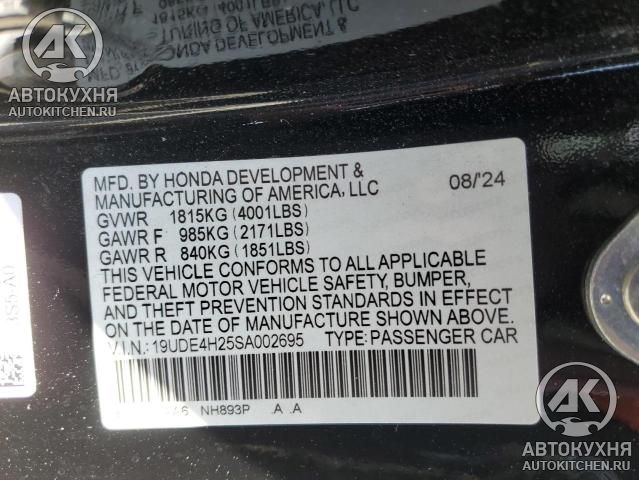 АВТОКУХНЯ
AUTOKITCHEN.RU
MFD. BY HONDA DEVELOPMENT &
MANUFACTURING OF AMERICA, LLC 08/'24
GVWR 1815KG (4001LBS)
GAWR F 985KG (2171LBS)
GAWR R 840KG (1851LBS)
THIS VEHICLE CONFORMS TO ALL APPLICABLE
FEDERAL MOTOR VEHICLE SAFETY, BUMPER,
AND THEFT PREVENTION STANDARDS IN EFFECT
ON THE DATE OF MANUFACTURE SHOWN ABOVE.
V.I.N.: 19UDE4H25SA002695 TYPE:PASSENGER CAR
NH893P .A .A
АК
АВТОКУХНЯ
AUTOKITCHEN.RU